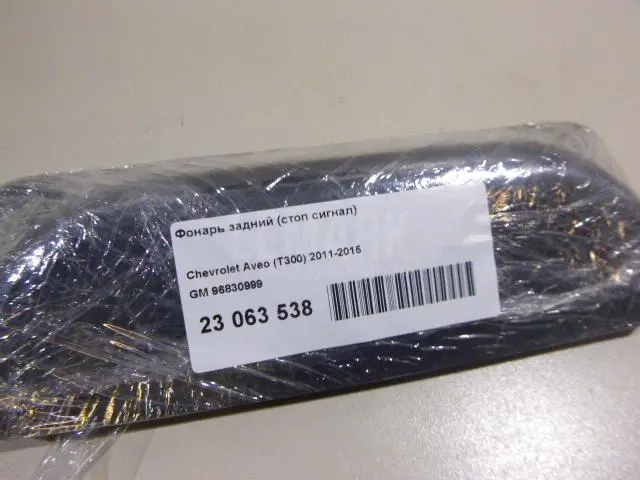 Фонарь задний (стоп сигнал)
Chevrolet Aveo (T300) 2011-2015
GM 96830999
23 063 538